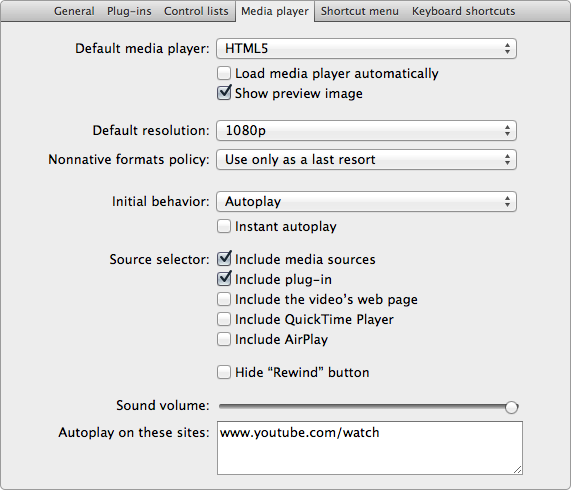 General Plug-ins Control lists Media player Shortcut menu Keyboard shortcuts
Default media player: HTML5
Load media player automatically
Show preview image
Default resolution: 1080p
Nonnative formats policy: Use only as a last resort
Initial behavior: Autoplay
Instant autoplay
Source selector: Include media sources
Include plug-in
Include the video’s web page
Include QuickTime Player
Include AirPlay
Hide “Rewind” button
Sound volume:
Autoplay on these sites: www.youtube.com/watch